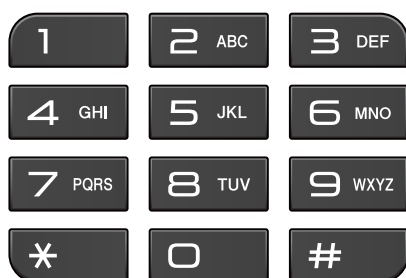 1 2 ABC 3 DEF
4 GHI 5 JKL 6 MNO
7 PQRS 8 TUV 9 WXYZ
* 0 #